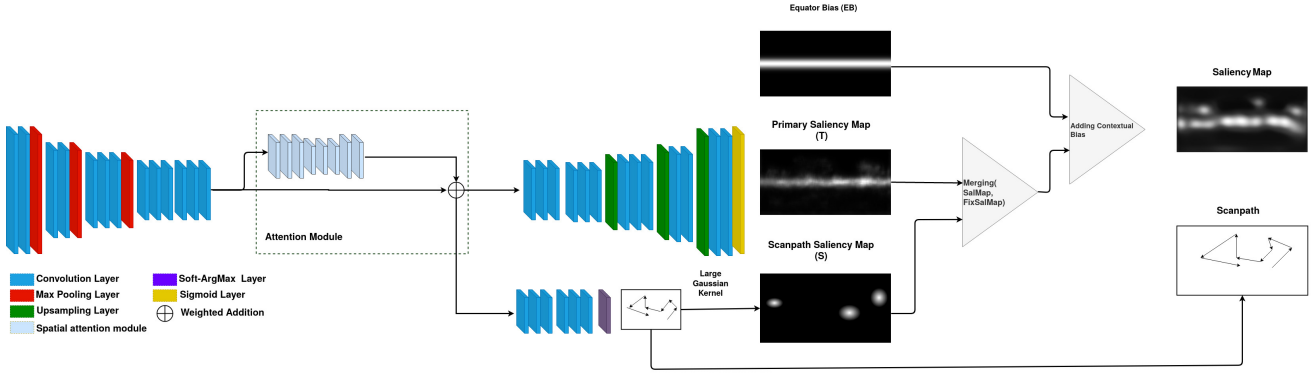 Equator Bias (EB)
Saliency Map
Primary Saliency Map
(T)
Adding Contextual
Bias
Merging(
SalMap,
FixSalMap)
Attention Module
Scanpath
Scanpath Saliency Map
(S)
Large
Gaussian
Kernel
Convolution Layer
Soft-ArgMax Layer
Max Pooling Layer
Sigmoid Layer
Upsampling Layer
Weighted Addition
Spatial attention module